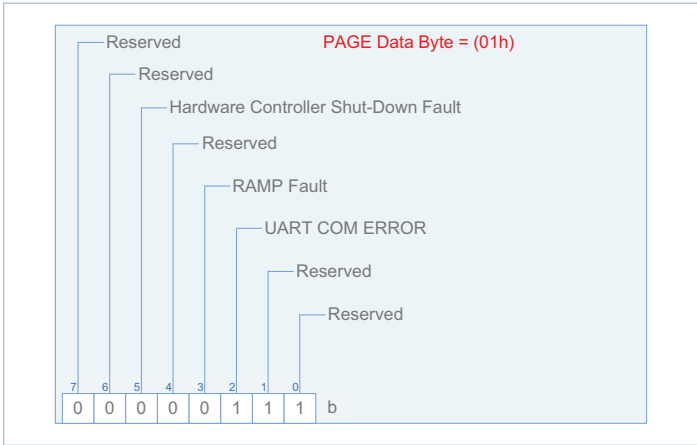 Reserved PAGE Data Byte = (01h)
Reserved
Hardware Controller Shut-Down Fault
Reserved
RAMP Fault
UART COM ERROR
Reserved
Reserved
7 6 5 4 3 2 1 0
0 0 0 0 0 1 1 1 b